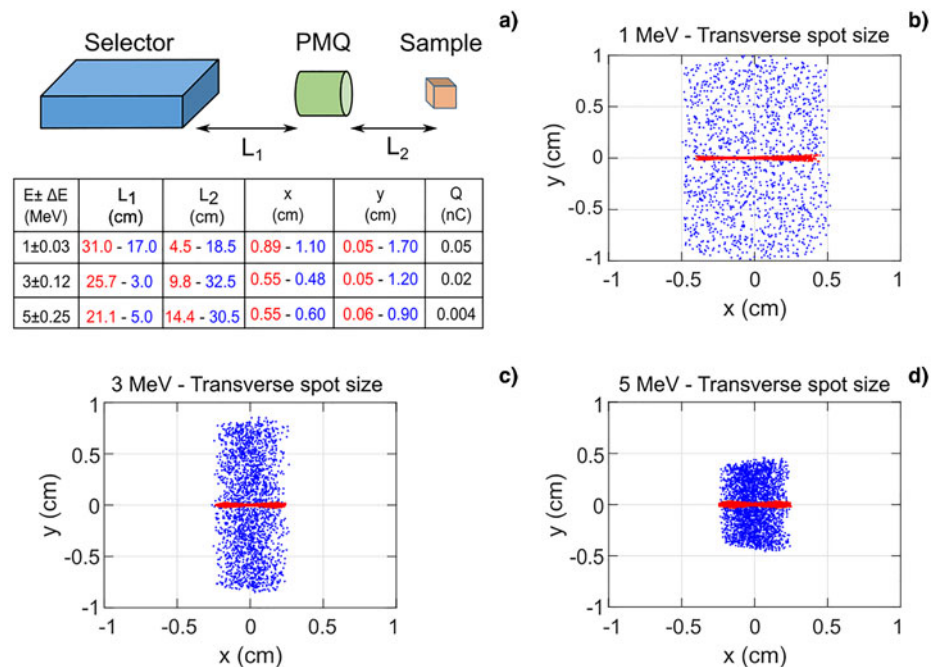 a)
Selector PMQ Sample
L₁ L₂
E± ΔE (MeV) L₁ (cm) L₂ (cm) x (cm) y (cm) Q (nC)
1±0.03 31.0 - 17.0 4.5 - 18.5 0.89 - 1.10 0.05 - 1.70 0.05
3±0.12 25.7 - 3.0 9.8 - 32.5 0.55 - 0.48 0.05 - 1.20 0.02
5±0.25 21.1 - 5.0 14.4 - 30.5 0.55 - 0.60 0.06 - 0.90 0.004
b)
1 MeV - Transverse spot size
y (cm)
1
0.5
0
-0.5
-1
-1 -0.5 0 0.5 1
x (cm)
c)
3 MeV - Transverse spot size
y (cm)
1
0.5
0
-0.5
-1
-1 -0.5 0 0.5 1
x (cm)
d)
5 MeV - Transverse spot size
y (cm)
1
0.5
0
-0.5
-1
-1 -0.5 0 0.5 1
x (cm)